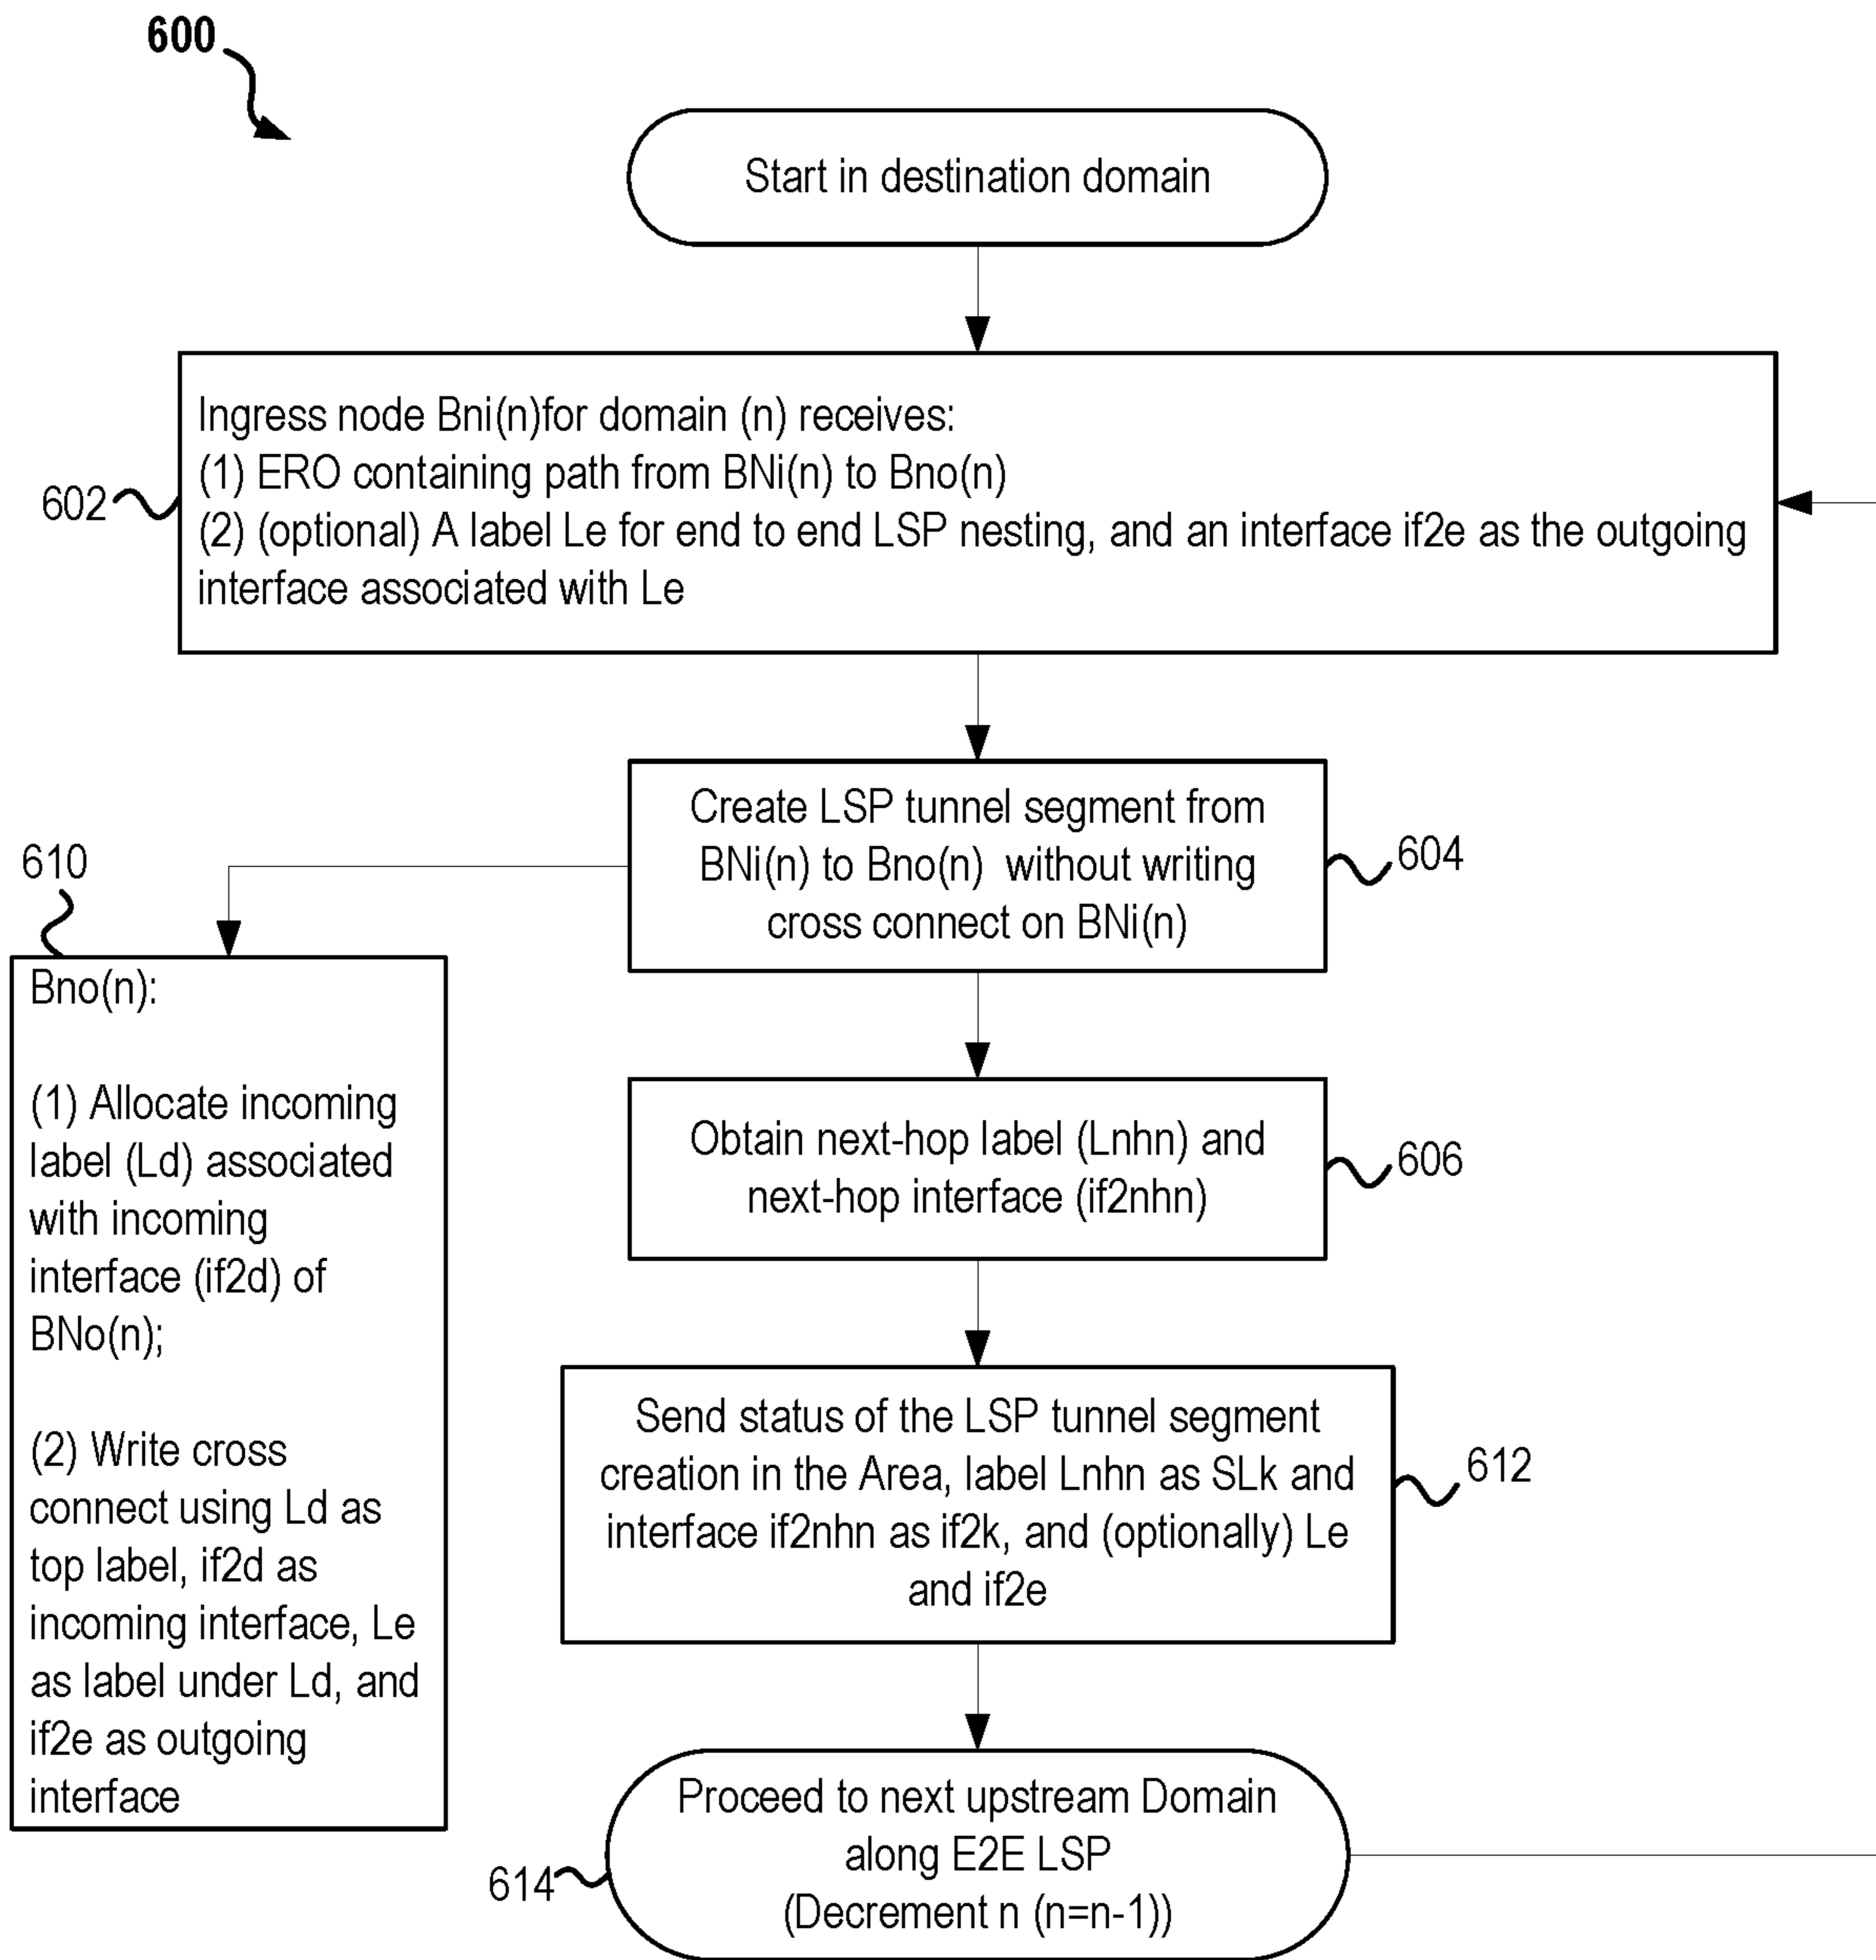 600
Start in destination domain
Ingress node Bni(n)for domain (n) receives:
(1) ERO containing path from BNi(n) to Bno(n)
(2) (optional) A label Le for end to end LSP nesting, and an interface if2e as the outgoing
interface associated with Le
602
Create LSP tunnel segment from
BNi(n) to Bno(n) without writing
cross connect on BNi(n)
604
610
Bno(n):
(1) Allocate incoming
label (Ld) associated
with incoming
interface (if2d) of
BNo(n);
(2) Write cross
connect using Ld as
top label, if2d as
incoming interface, Le
as label under Ld, and
if2e as outgoing
interface
Obtain next-hop label (Lnhn) and
next-hop interface (if2nhn)
606
Send status of the LSP tunnel segment
creation in the Area, label Lnhn as SLk and
interface if2nhn as if2k, and (optionally) Le
and if2e
612
Proceed to next upstream Domain
along E2E LSP
(Decrement n (n=n-1))
614